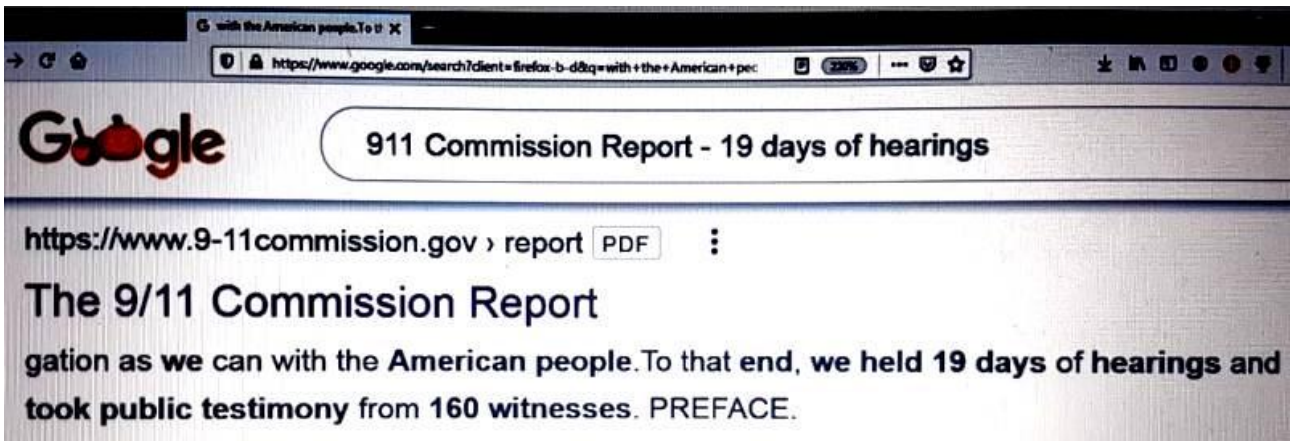 G with the American people.To t
https://www.google.com/search?client=firefox-b-d&q=with+the+American+pec
230%
Google
911 Commission Report - 19 days of hearings
https://www.9-11commission.gov › report PDF
The 9/11 Commission Report
gation as we can with the American people.To that end, we held 19 days of hearings and
took public testimony from 160 witnesses. PREFACE.